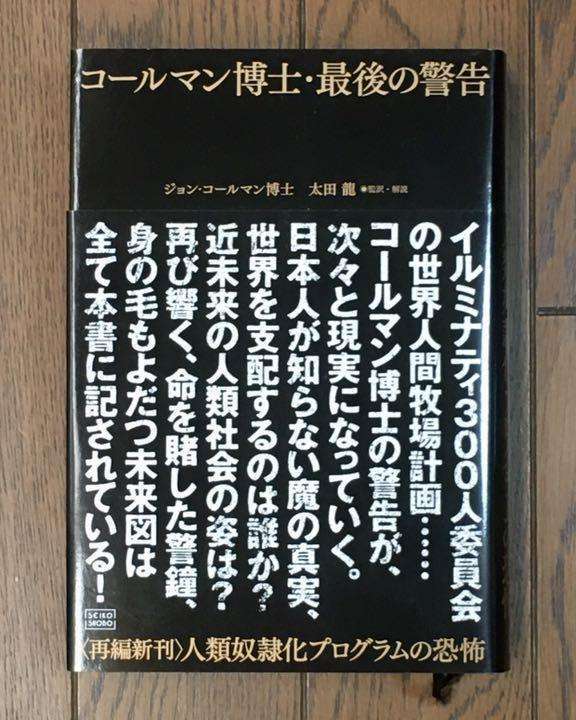 コールマン博士・最後の警告
ジョン・コールマン博士 太田 龍●監訳・解説
イルミナティ300人委員会
の世界人間牧場計画……
コールマン博士の警告が、
次々と現実になっていく。
日本人が知らない魔の真実、
世界を支配するのは誰か？
近未来の人類社会の姿は？
再び響く、命を賭した警鐘、
身の毛もよだつ未来図は
全て本書に記されている！
SEIKO
SHOBO
〈再編新刊〉人類奴隷化プログラムの恐怖